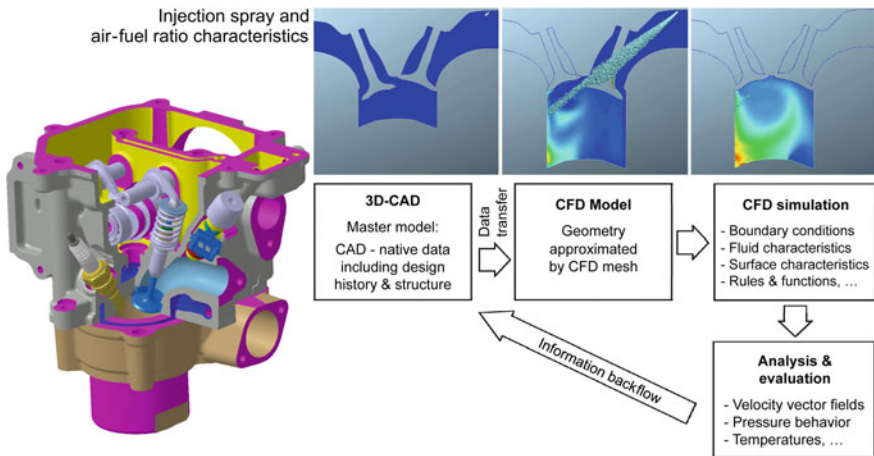 Injection spray and
air-fuel ratio characteristics
3D-CAD
Master model:
CAD - native data
including design
history & structure
Data
transfer
CFD Model
Geometry
approximated
by CFD mesh
CFD simulation
- Boundary conditions
- Fluid characteristics
- Surface characteristics
- Rules & functions, ...
Information backflow
Analysis &
evaluation
- Velocity vector fields
- Pressure behavior
- Temperatures, ...